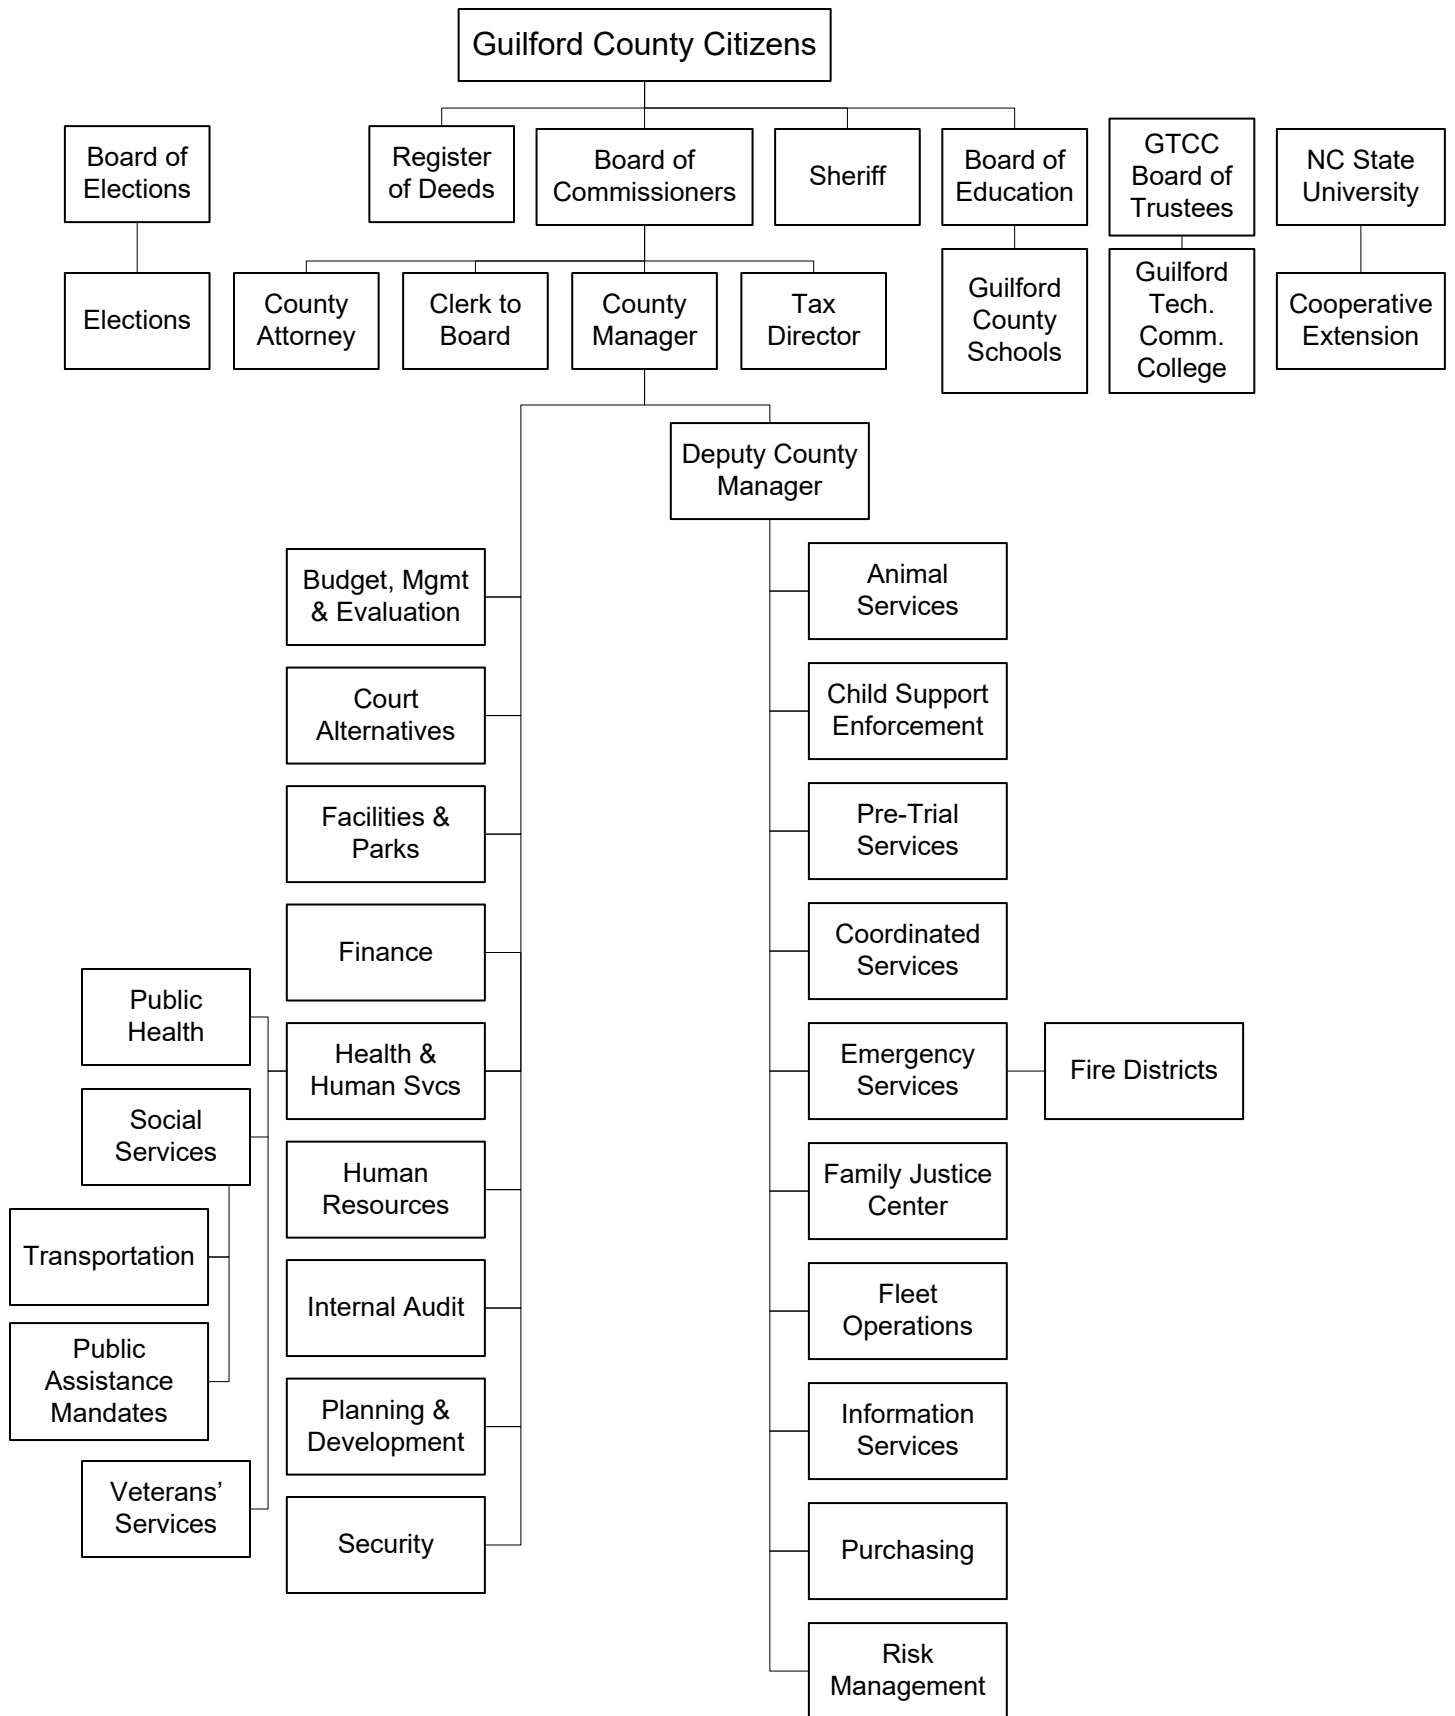 Guilford County Citizens
Board of
Elections
Register
of Deeds
Board of
Commissioners
Sheriff
Board of
Education
GTCC
Board of
Trustees
NC State
University
Elections
County
Attorney
Clerk to
Board
County
Manager
Tax
Director
Guilford
County
Schools
Guilford
Tech.
Comm.
College
Cooperative
Extension
Deputy County
Manager
Budget, Mgmt
& Evaluation
Court
Alternatives
Facilities &
Parks
Finance
Health &
Human Svcs
Public
Health
Social
Services
Transportation
Public
Assistance
Mandates
Veterans’
Services
Human
Resources
Internal Audit
Planning &
Development
Security
Animal
Services
Child Support
Enforcement
Pre-Trial
Services
Coordinated
Services
Emergency
Services
Fire Districts
Family Justice
Center
Fleet
Operations
Information
Services
Purchasing
Risk
Management